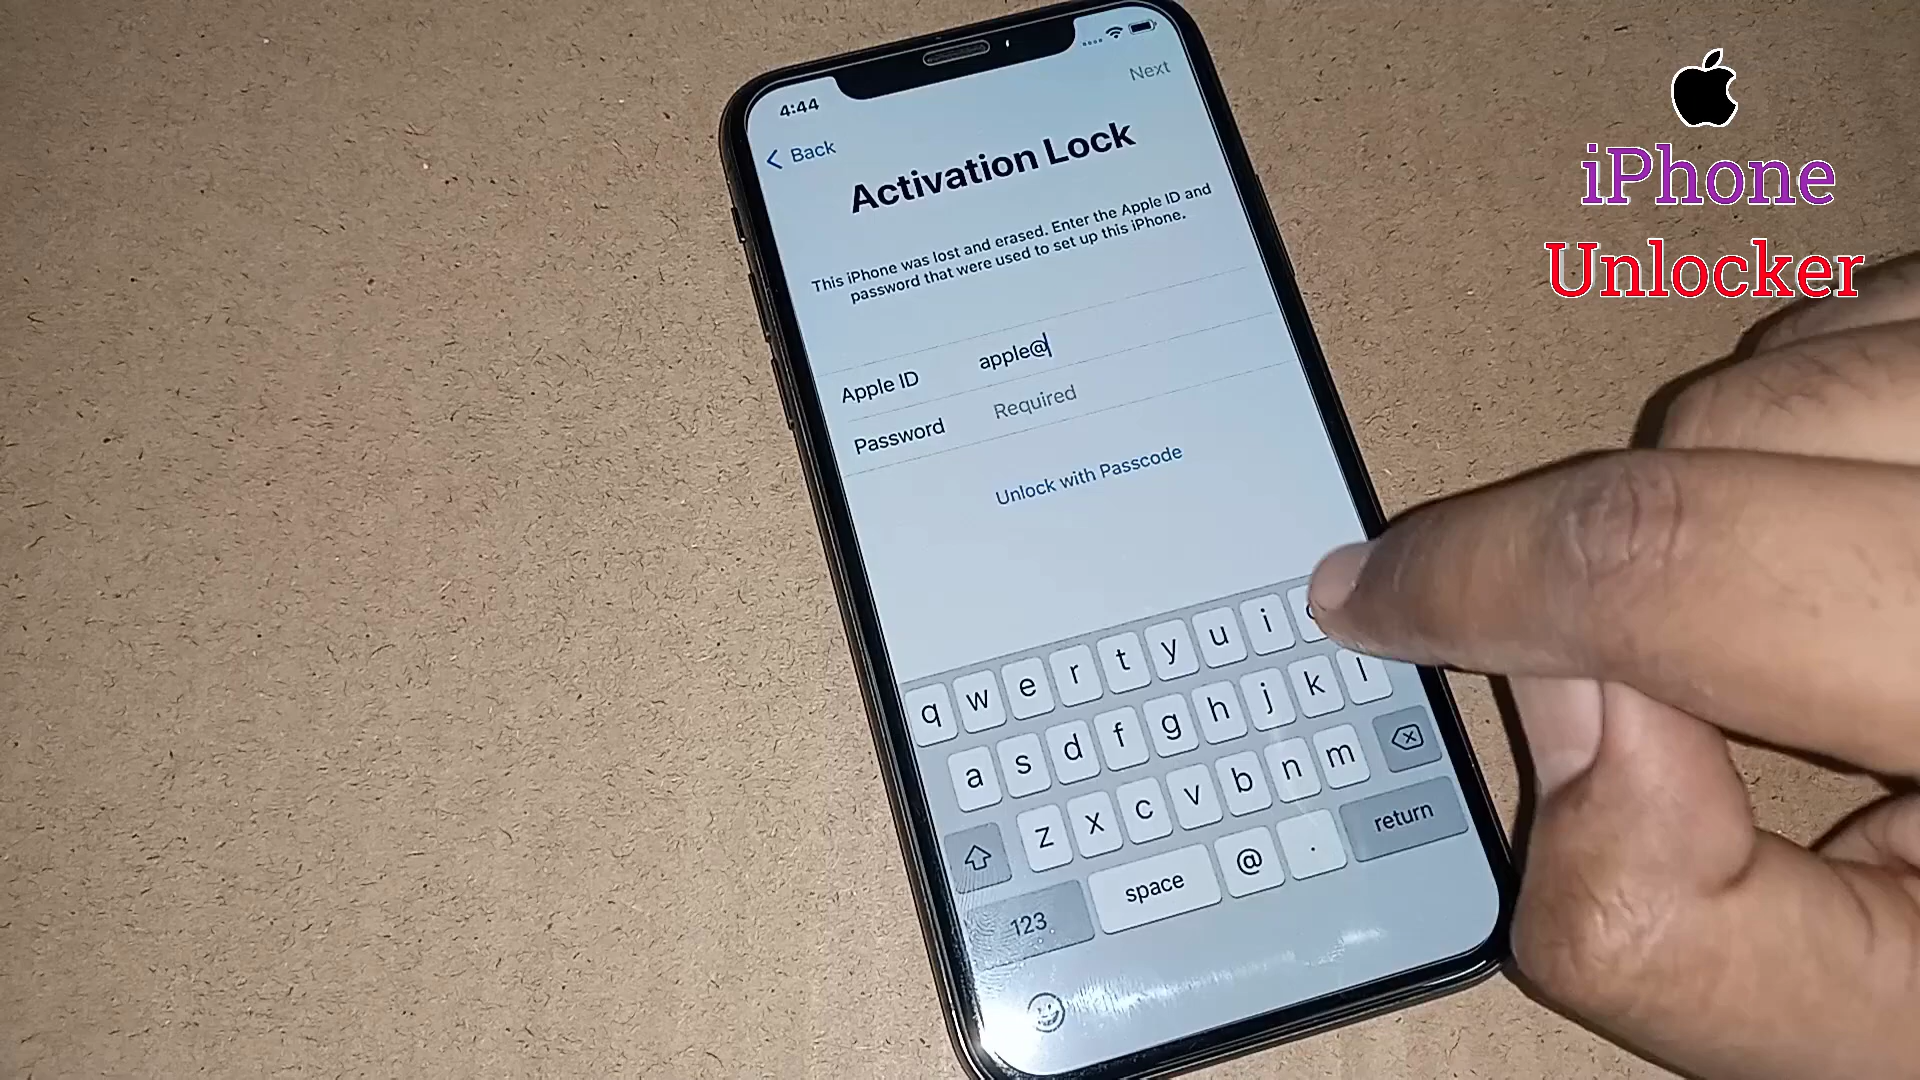 4:44
Next
Back
Activation Lock
This iPhone was lost and erased. Enter the Apple ID and
password that were used to set up this iPhone.
Apple ID apple@
Password Required
Unlock with Passcode
q w e r t y u i
a s d f g h j k l
z x c v b n m
123 space @ . return
iPhone
Unlocker